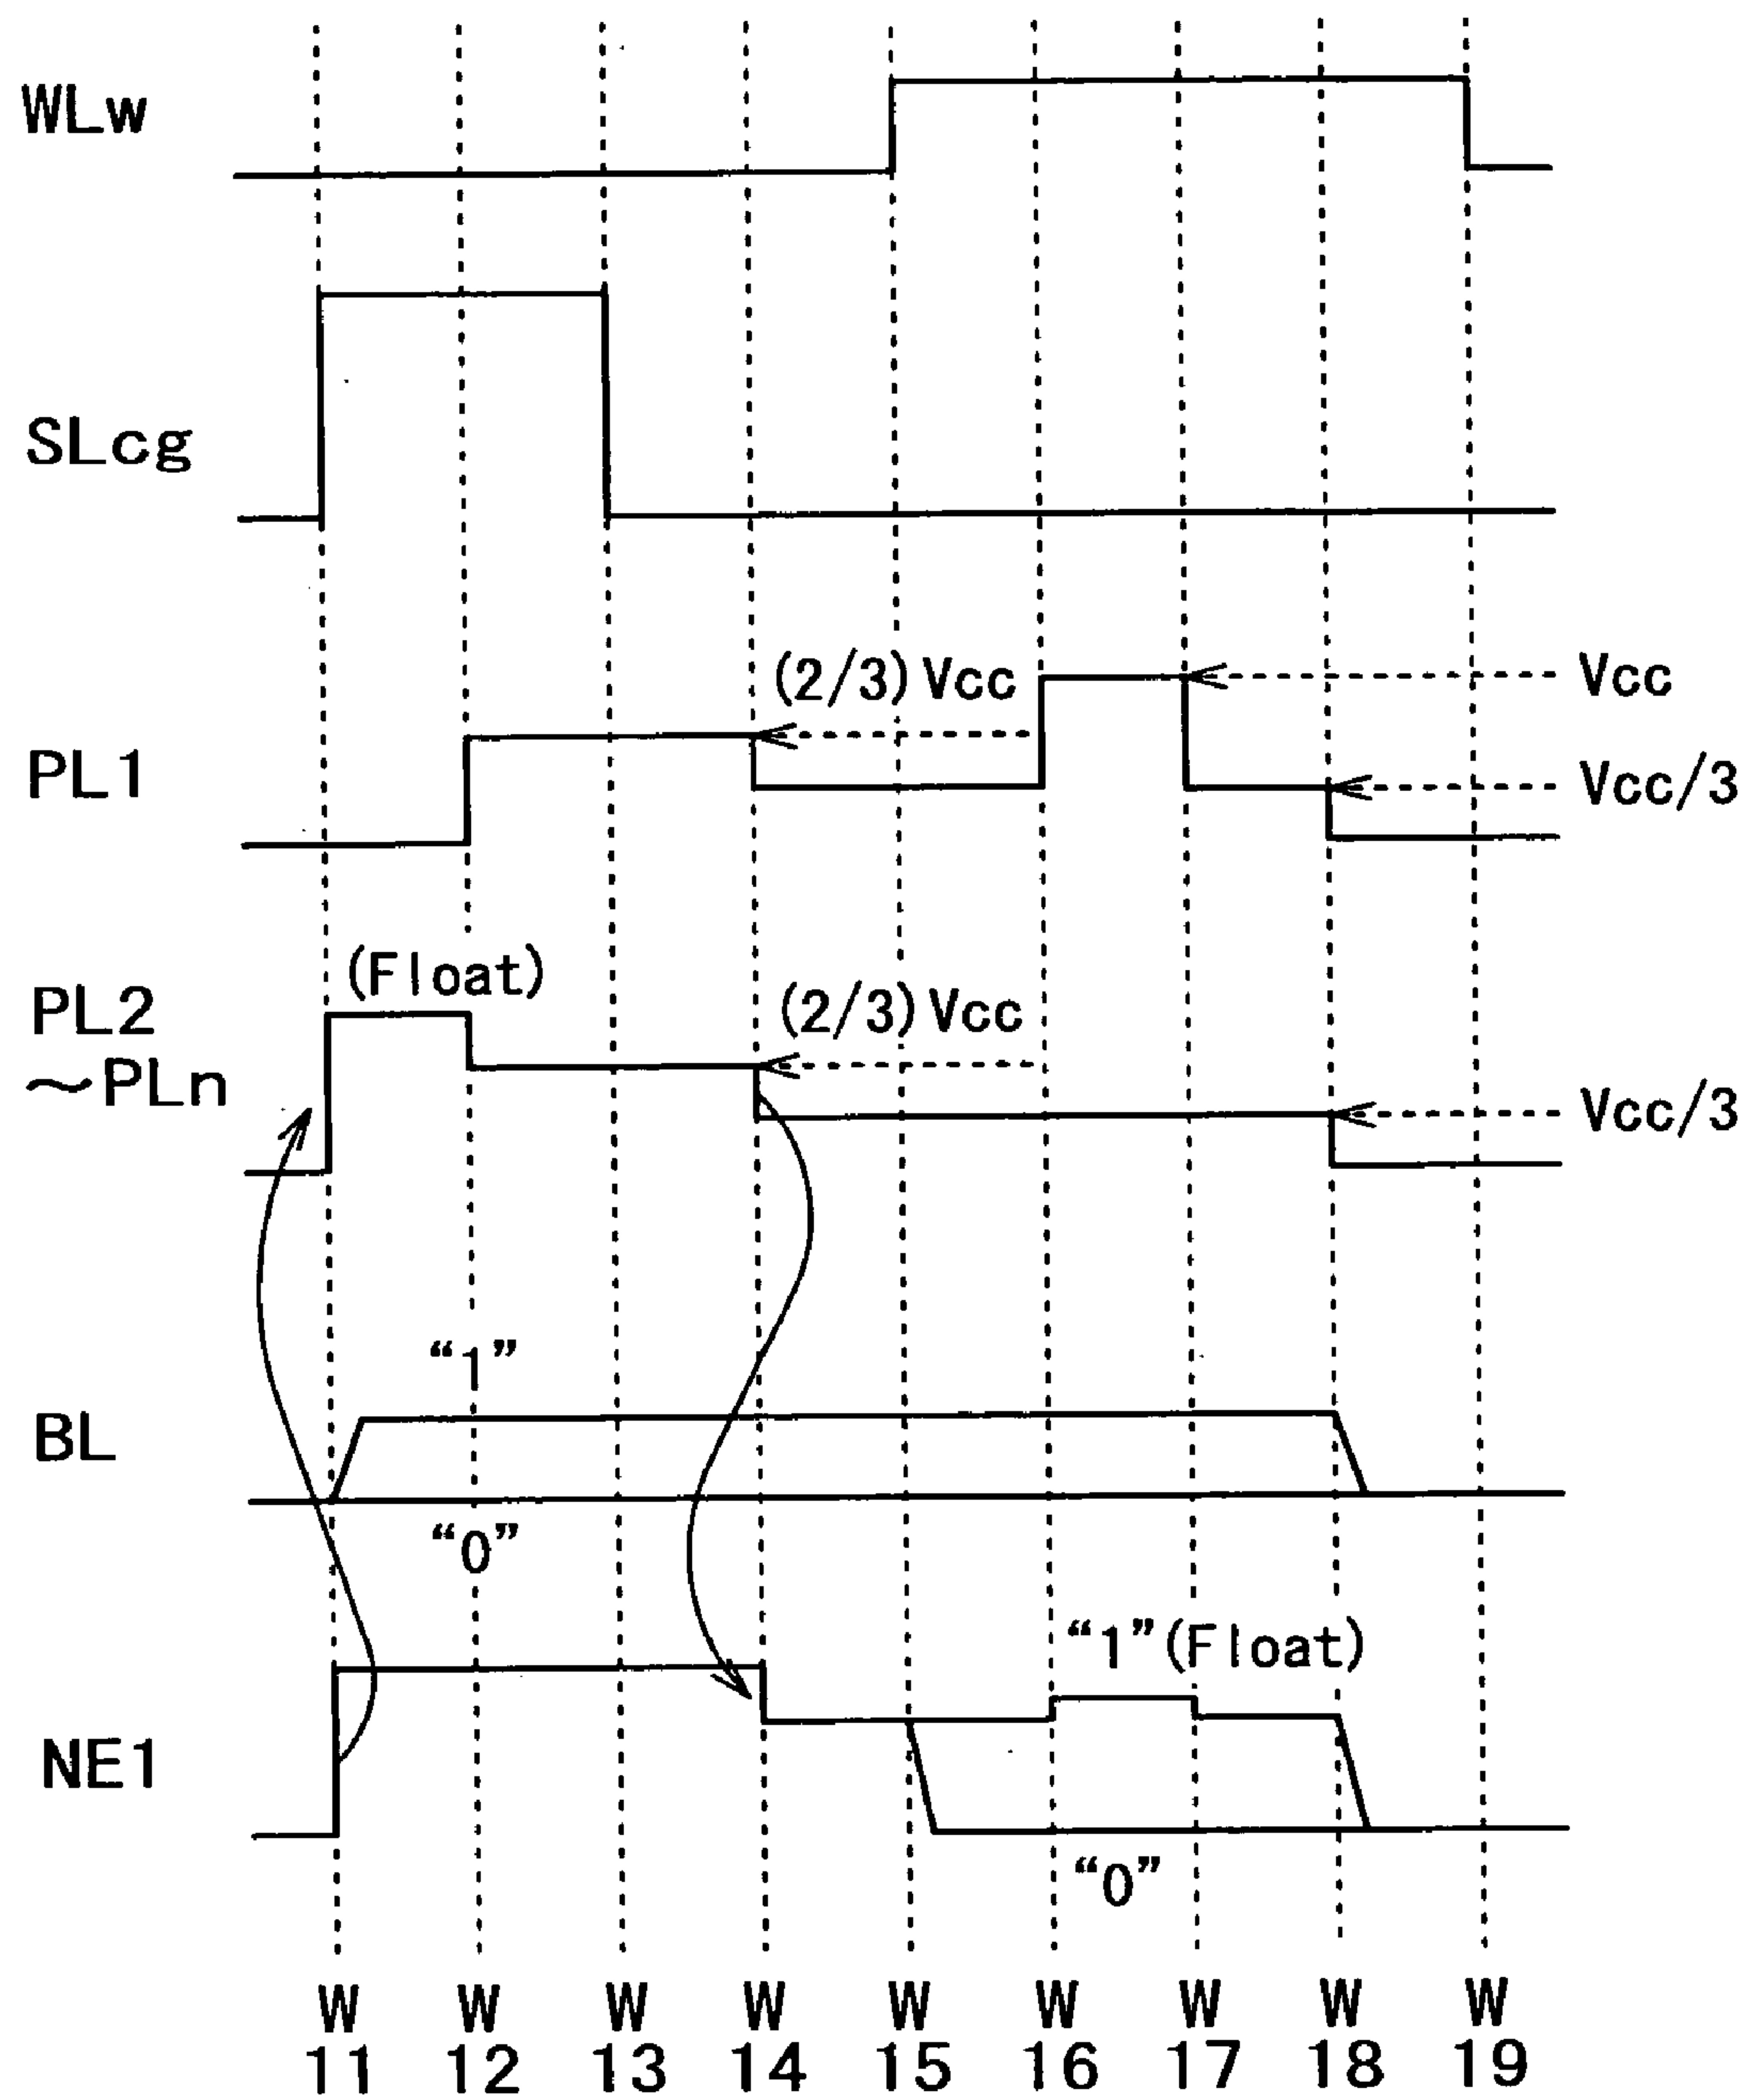 WLw
SLcg
(2/3)Vcc
Vcc
PL1
Vcc/3
(Float)
PL2
(2/3)Vcc
~PLn
Vcc/3
“1”
BL
“0”
“1”(Float)
NE1
“0”
W W W W W W W W W
11 12 13 14 15 16 17 18 19